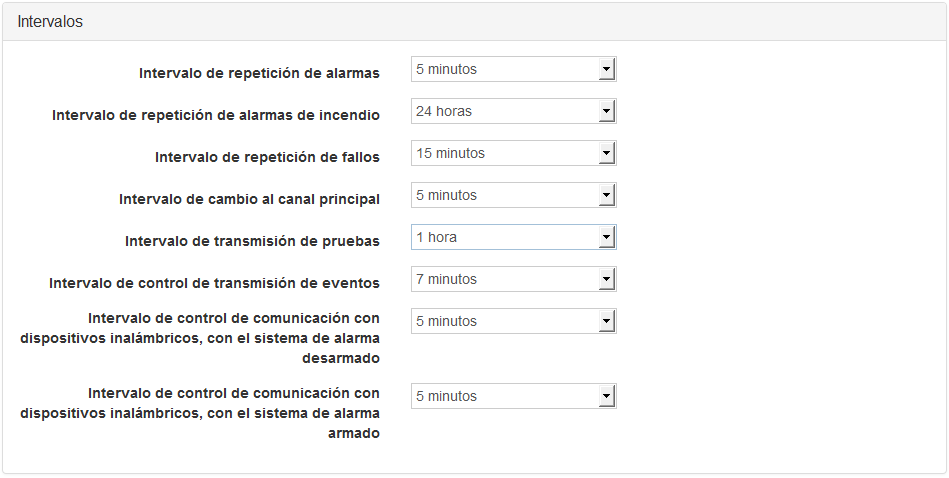 Intervalos
Intervalo de repetición de alarmas
5 minutos
Intervalo de repetición de alarmas de incendio
24 horas
Intervalo de repetición de fallos
15 minutos
Intervalo de cambio al canal principal
5 minutos
Intervalo de transmisión de pruebas
1 hora
Intervalo de control de transmisión de eventos
7 minutos
Intervalo de control de comunicación con
dispositivos inalámbricos, con el sistema de alarma
desarmado
5 minutos
Intervalo de control de comunicación con
dispositivos inalámbricos, con el sistema de alarma
armado
5 minutos